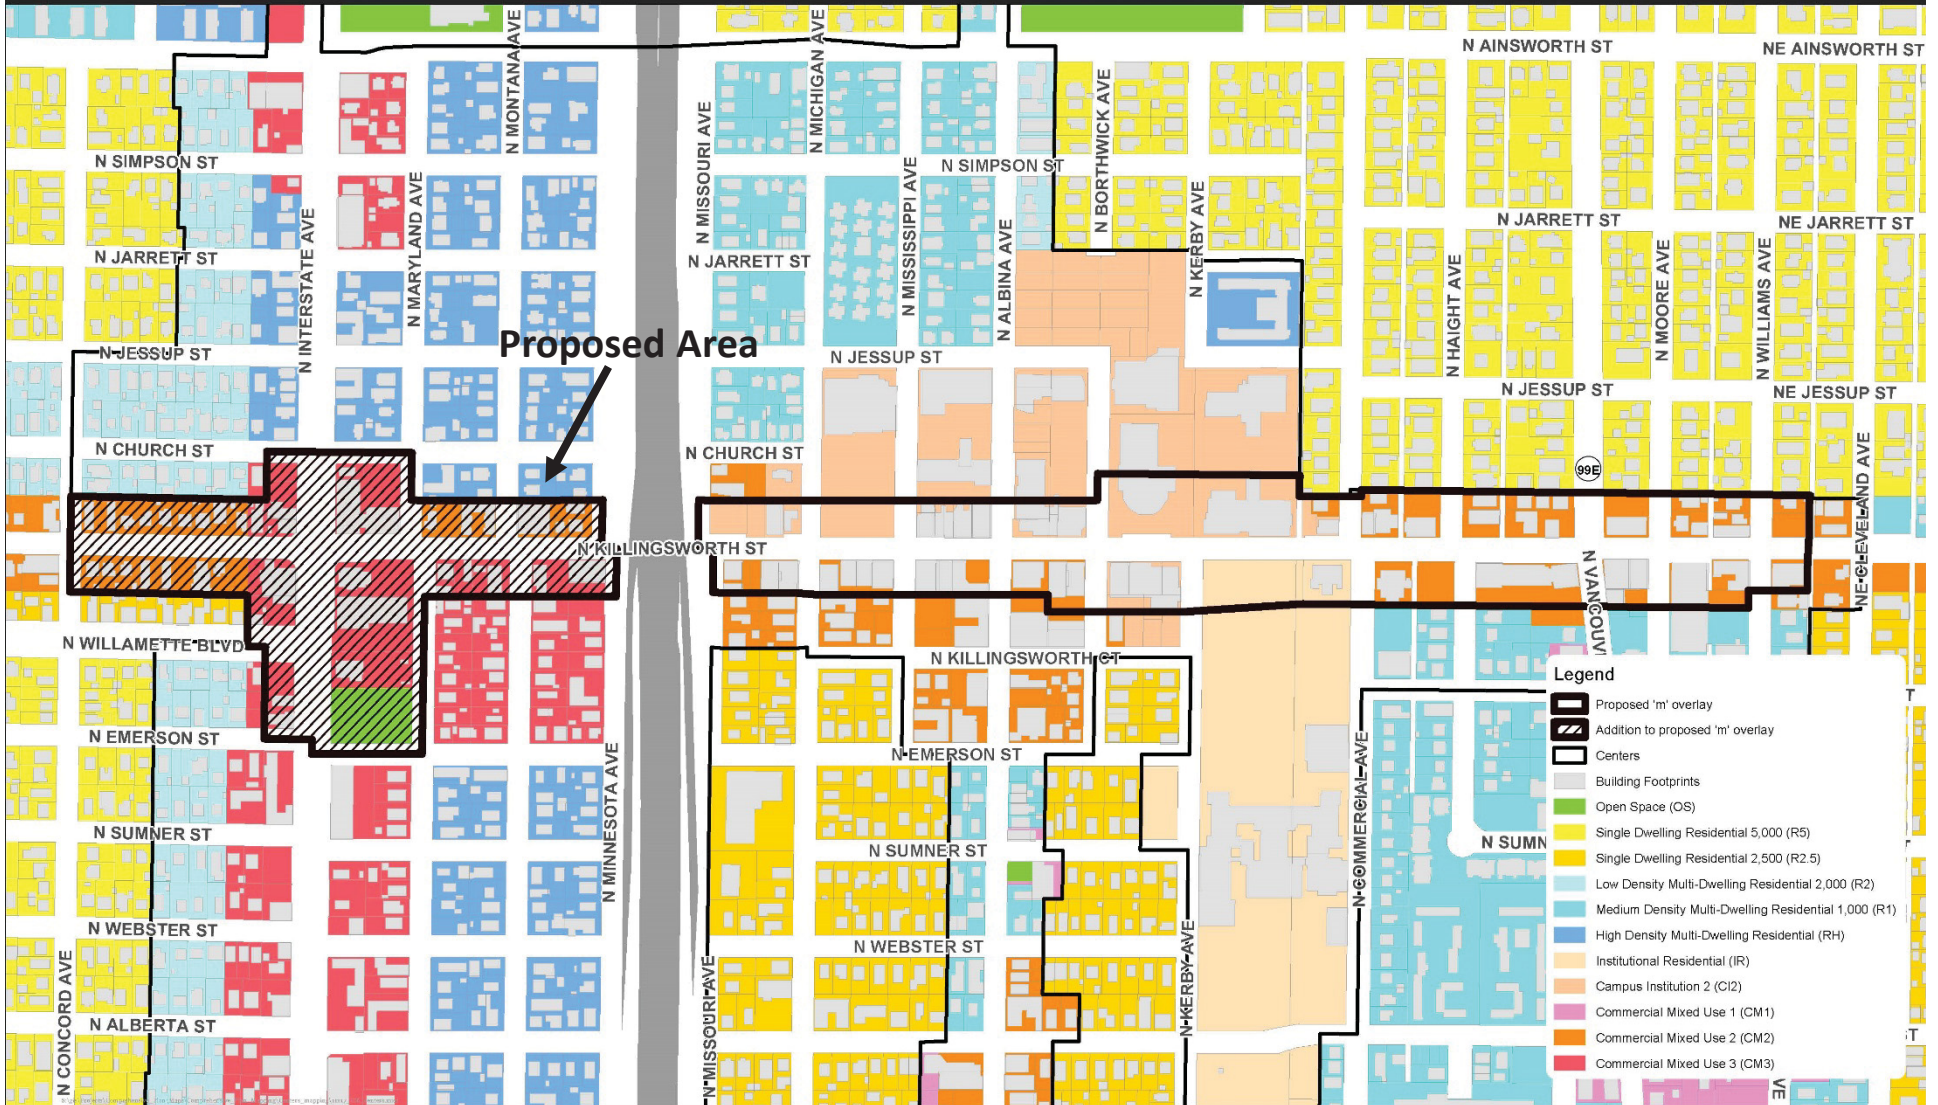 N AINSWORTH ST
NE AINSWORTH ST
N MONTANA AVE
N MICHIGAN AVE
N MISSOURI AVE
N BORTHWICK AVE
N SIMPSON ST
N SIMPSON ST
N MARYLAND AVE
N MISSISSIPPI AVE
N KERBY AVE
N INTERSTATE AVE
N ALBINA AVE
N JARRETT ST
NE JARRETT ST
N JARRETT ST
N JARRETT ST
N HAIGHT AVE
N MOORE AVE
N WILLIAMS AVE
Proposed Area
N JESSUP ST
N JESSUP ST
N JESSUP ST
NE JESSUP ST
N CHURCH ST
N CHURCH ST
99E
NE CLEVELAND AVE
N KILLINGSWORTH ST
N VANCOUV
N WILLAMETTE BLVD
N KILLINGSWORTH CT
N EMERSON ST
N EMERSON ST
N MINNESOTA AVE
N COMMERCIAL AVE
N SUMNER ST
N SUMNER ST
N SUMN
N WEBSTER ST
N WEBSTER ST
N CONCORD AVE
N MISSOURI AVE
N KERBY AVE
N ALBERTA ST
Legend
Proposed 'm' overlay
Addition to proposed 'm' overlay
Centers
Building Footprints
Open Space (OS)
Single Dwelling Residential 5,000 (R5)
Single Dwelling Residential 2,500 (R2.5)
Low Density Multi-Dwelling Residential 2,000 (R2)
Medium Density Multi-Dwelling Residential 1,000 (R1)
High Density Multi-Dwelling Residential (RH)
Institutional Residential (IR)
Campus Institution 2 (CI2)
Commercial Mixed Use 1 (CM1)
Commercial Mixed Use 2 (CM2)
Commercial Mixed Use 3 (CM3)